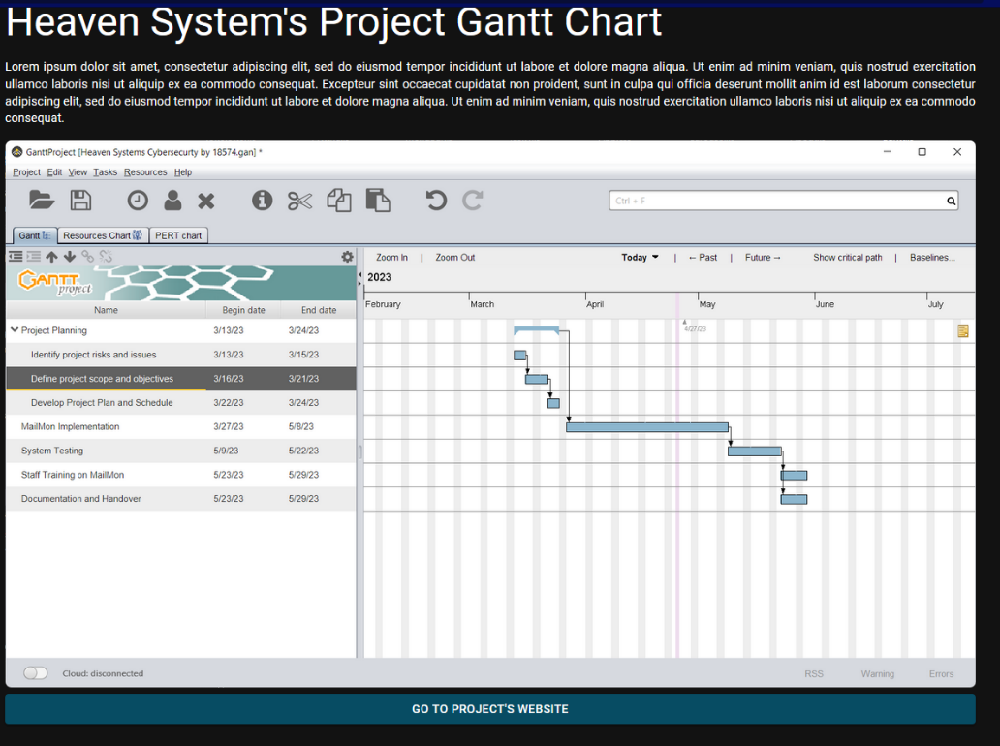 Heaven System's Project Gantt Chart
Lorem ipsum dolor sit amet, consectetur adipiscing elit, sed do eiusmod tempor incididunt ut labore et dolore magna aliqua. Ut enim ad minim veniam, quis nostrud exercitation
ullamco laboris nisi ut aliquip ex ea commodo consequat. Excepteur sint occaecat cupidatat non proident, sunt in culpa qui officia deserunt mollit anim id est laborum consectetur
adipiscing elit, sed do eiusmod tempor incididunt ut labore et dolore magna aliqua. Ut enim ad minim veniam, quis nostrud exercitation ullamco laboris nisi ut aliquip ex ea commodo
consequat.
GanttProject [Heaven Systems Cybersecurty by 18574.gan] *
Project Edit View Tasks Resources Help
Ctrl + F
Gantt Resources Chart PERT chart
Zoom In | Zoom Out Today | ← Past | Future → Show critical path | Baselines...
GANTT project
2023
Name Begin date End date
February March April May June July
4/27/23
Project Planning 3/13/23 3/24/23
Identify project risks and issues 3/13/23 3/15/23
Define project scope and objectives 3/16/23 3/21/23
Develop Project Plan and Schedule 3/22/23 3/24/23
MailMon Implementation 3/27/23 5/8/23
System Testing 5/9/23 5/22/23
Staff Training on MailMon 5/23/23 5/29/23
Documentation and Handover 5/23/23 5/29/23
Cloud: disconnected RSS Warning Errors
GO TO PROJECT'S WEBSITE